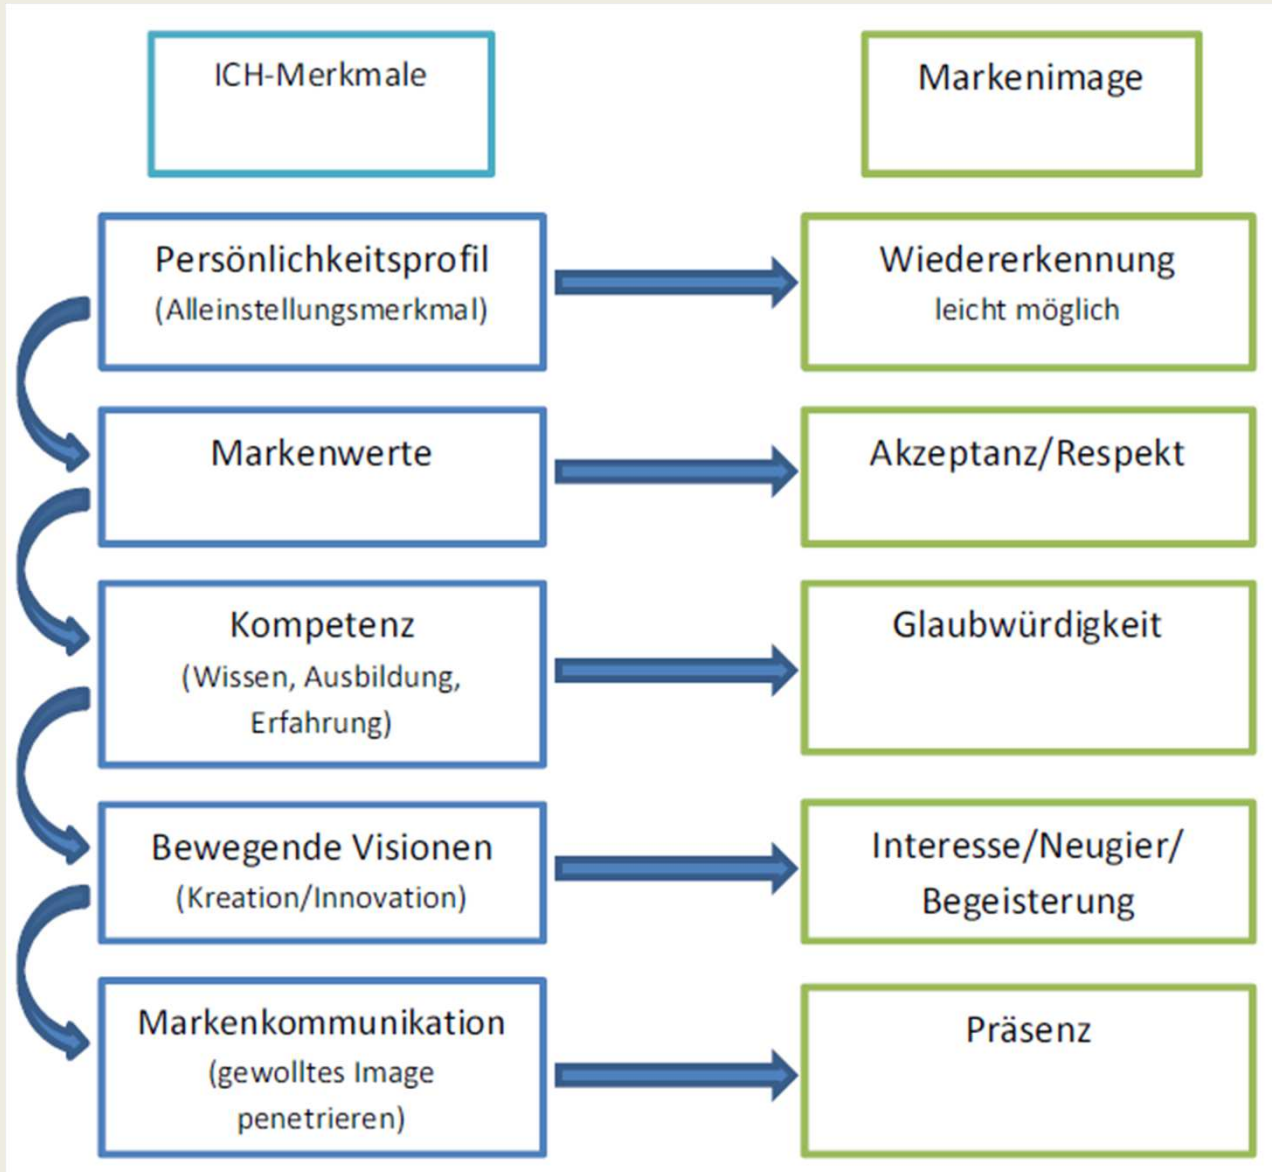 ICH-Merkmale
Markenimage
Persönlichkeitsprofil
(Alleinstellungsmerkmal)
Wiedererkennung
leicht möglich
Markenwerte
Akzeptanz/Respekt
Kompetenz
(Wissen, Ausbildung,
Erfahrung)
Glaubwürdigkeit
Bewegende Visionen
(Kreation/Innovation)
Interesse/Neugier/
Begeisterung
Markenkommunikation
(gewolltes Image
penetrieren)
Präsenz